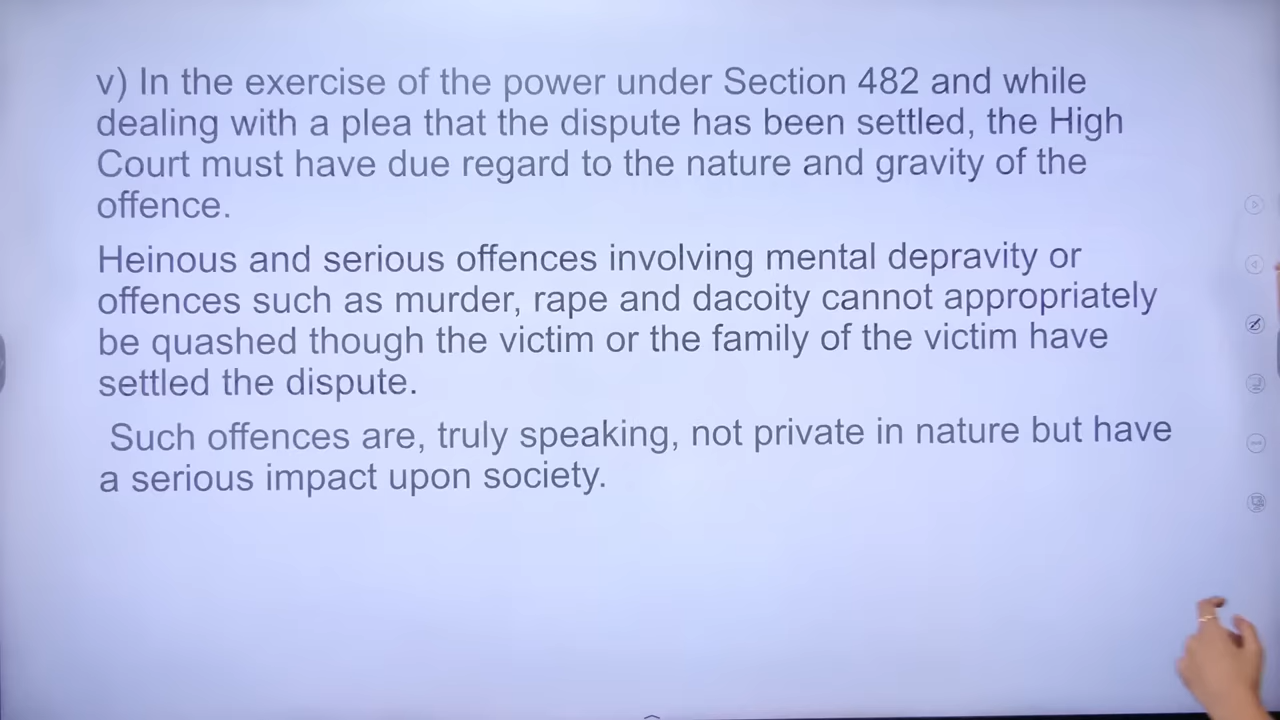 v) In the exercise of the power under Section 482 and while
dealing with a plea that the dispute has been settled, the High
Court must have due regard to the nature and gravity of the
offence.
Heinous and serious offences involving mental depravity or
offences such as murder, rape and dacoity cannot appropriately
be quashed though the victim or the family of the victim have
settled the dispute.
Such offences are, truly speaking, not private in nature but have
a serious impact upon society.